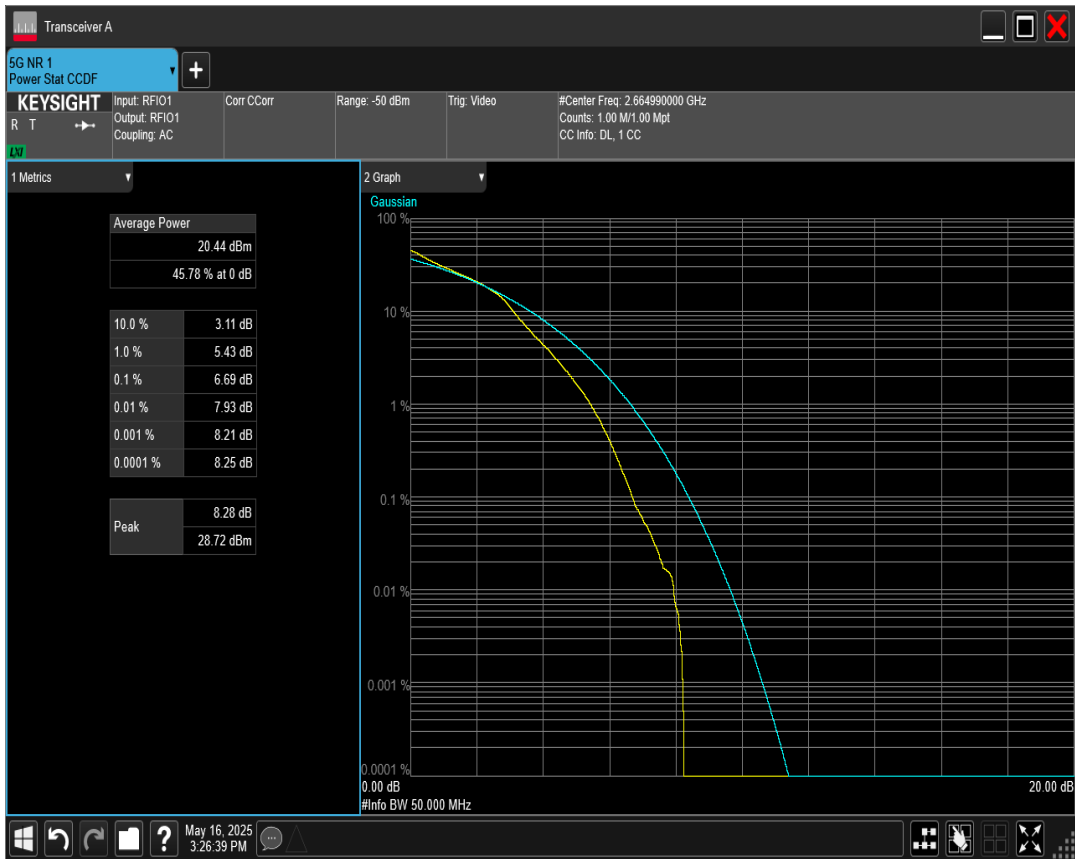 Transceiver A
5G NR 1
Power Stat CCDF
KEYSIGHT
R T
LXI
Input: RFIO1
Output: RFIO1
Coupling: AC
Corr CCorr
Range: -50 dBm
Trig: Video
#Center Freq: 2.664990000 GHz
Counts: 1.00 M/1.00 Mpt
CC Info: DL, 1 CC
1 Metrics
Average Power
20.44 dBm
45.78 % at 0 dB
10.0 % 3.11 dB
1.0 % 5.43 dB
0.1 % 6.69 dB
0.01 % 7.93 dB
0.001 % 8.21 dB
0.0001 % 8.25 dB
Peak
8.28 dB
28.72 dBm
2 Graph
Gaussian
100 %
10 %
1 %
0.1 %
0.01 %
0.001 %
0.0001 %
0.00 dB
20.00 dB
#Info BW 50.000 MHz
?
May 16, 2025
3:26:39 PM